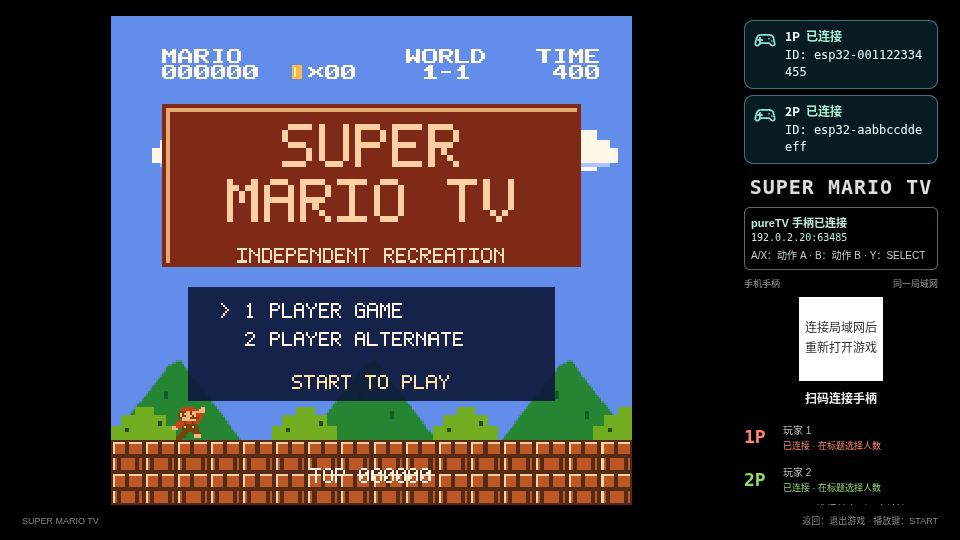 MARIO WORLD TIME
000000 x00 1-1 400
SUPER
MARIO TV
INDEPENDENT RECREATION
> 1 PLAYER GAME
2 PLAYER ALTERNATE
START TO PLAY
TOP 000000
1P 已连接
ID: esp32-001122334
455
2P 已连接
ID: esp32-aabbccdde
eff
SUPER MARIO TV
pureTV 手柄已连接
192.0.2.20:63485
A/X: 动作 A · B: 动作 B · Y: SELECT
手机手柄 同一局域网
连接局域网后
重新打开游戏
扫码连接手柄
1P 玩家 1
已连接 · 在标题选择人数
2P 玩家 2
已连接 · 在标题选择人数
SUPER MARIO TV
返回: 退出游戏 · 播放键: START